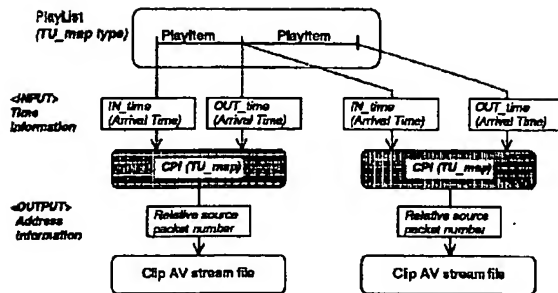 PlayList
(TU_map type)
PlayItem
PlayItem
<INPUT>
Time
Information
IN_time
(Arrival Time)
OUT_time
(Arrival Time)
IN_time
(Arrival Time)
OUT_time
(Arrival Time)
CPI (TU_map)
CPI (TU_map)
<OUTPUT>
Address
Information
Relative source
packet number
Relative source
packet number
Clip AV stream file
Clip AV stream file